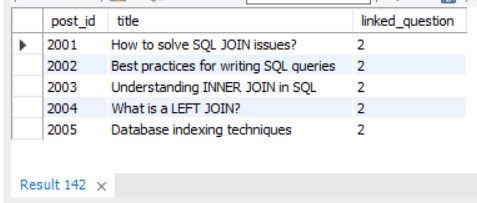 post_id title linked_question
2001 How to solve SQL JOIN issues? 2
2002 Best practices for writing SQL queries 2
2003 Understanding INNER JOIN in SQL 2
2004 What is a LEFT JOIN? 2
2005 Database indexing techniques 2
Result 142 ×